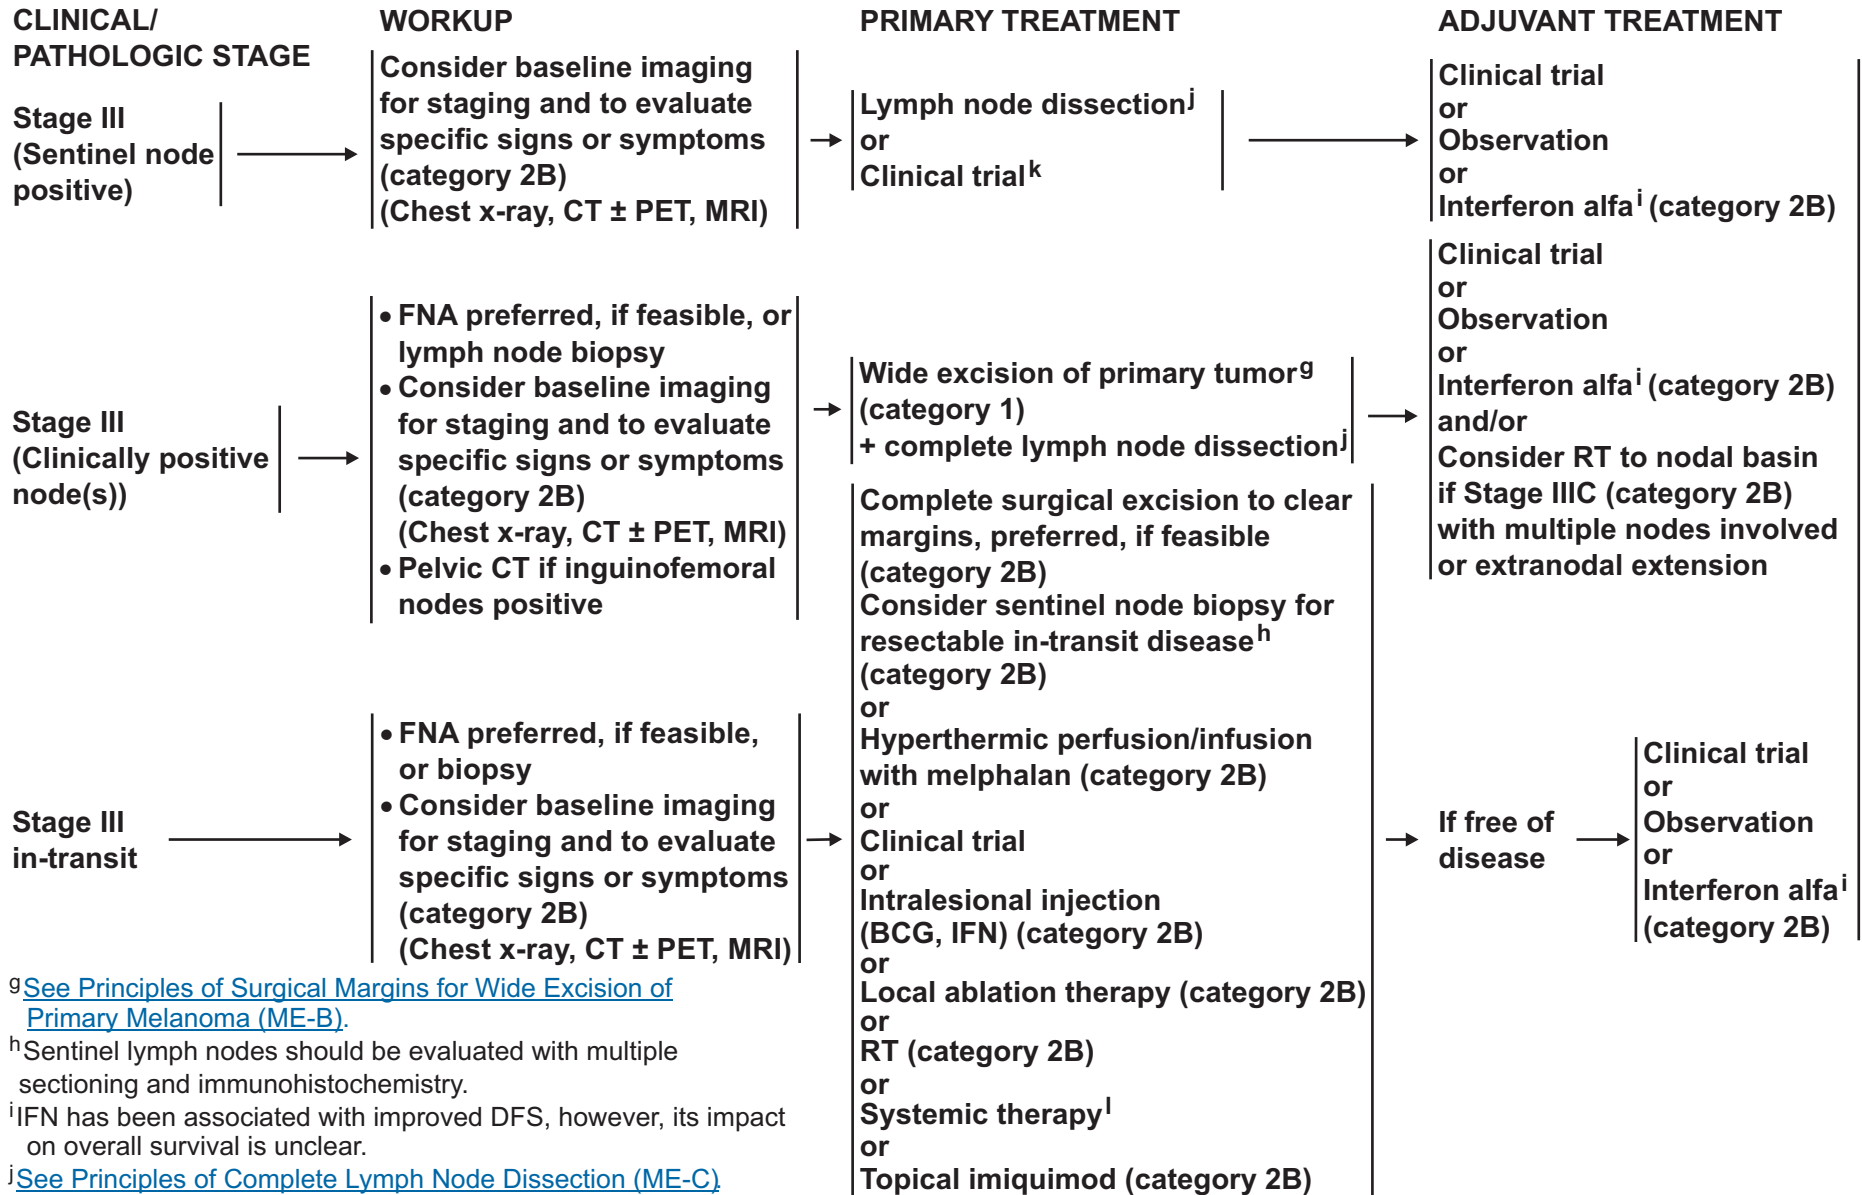 CLINICAL/
PATHOLOGIC STAGE
WORKUP
PRIMARY TREATMENT
ADJUVANT TREATMENT
Stage III
(Sentinel node
positive)
Consider baseline imaging
for staging and to evaluate
specific signs or symptoms
(category 2B)
(Chest x-ray, CT ± PET, MRI)
Lymph node dissection j
or
Clinical trial k
Clinical trial
or
Observation
or
Interferon alfa i (category 2B)
Stage III
(Clinically positive
node(s))
• FNA preferred, if feasible, or
lymph node biopsy
• Consider baseline imaging
for staging and to evaluate
specific signs or symptoms
(category 2B)
(Chest x-ray, CT ± PET, MRI)
• Pelvic CT if inguinofemoral
nodes positive
Wide excision of primary tumor g
(category 1)
+ complete lymph node dissection j
Clinical trial
or
Observation
or
Interferon alfa i (category 2B)
and/or
Consider RT to nodal basin
if Stage IIIC (category 2B)
with multiple nodes involved
or extranodal extension
Stage III
in-transit
• FNA preferred, if feasible,
or biopsy
• Consider baseline imaging
for staging and to evaluate
specific signs or symptoms
(category 2B)
(Chest x-ray, CT ± PET, MRI)
Complete surgical excision to clear
margins, preferred, if feasible
(category 2B)
Consider sentinel node biopsy for
resectable in-transit disease h
(category 2B)
or
Hyperthermic perfusion/infusion
with melphalan (category 2B)
or
Clinical trial
or
Intralesional injection
(BCG, IFN) (category 2B)
or
Local ablation therapy (category 2B)
or
RT (category 2B)
or
Systemic therapy l
or
Topical imiquimod (category 2B)
If free of
disease
Clinical trial
or
Observation
or
Interferon alfa i
(category 2B)
g See Principles of Surgical Margins for Wide Excision of
Primary Melanoma (ME-B).
h Sentinel lymph nodes should be evaluated with multiple
sectioning and immunohistochemistry.
i IFN has been associated with improved DFS, however, its impact
on overall survival is unclear.
j See Principles of Complete Lymph Node Dissection (ME-C)